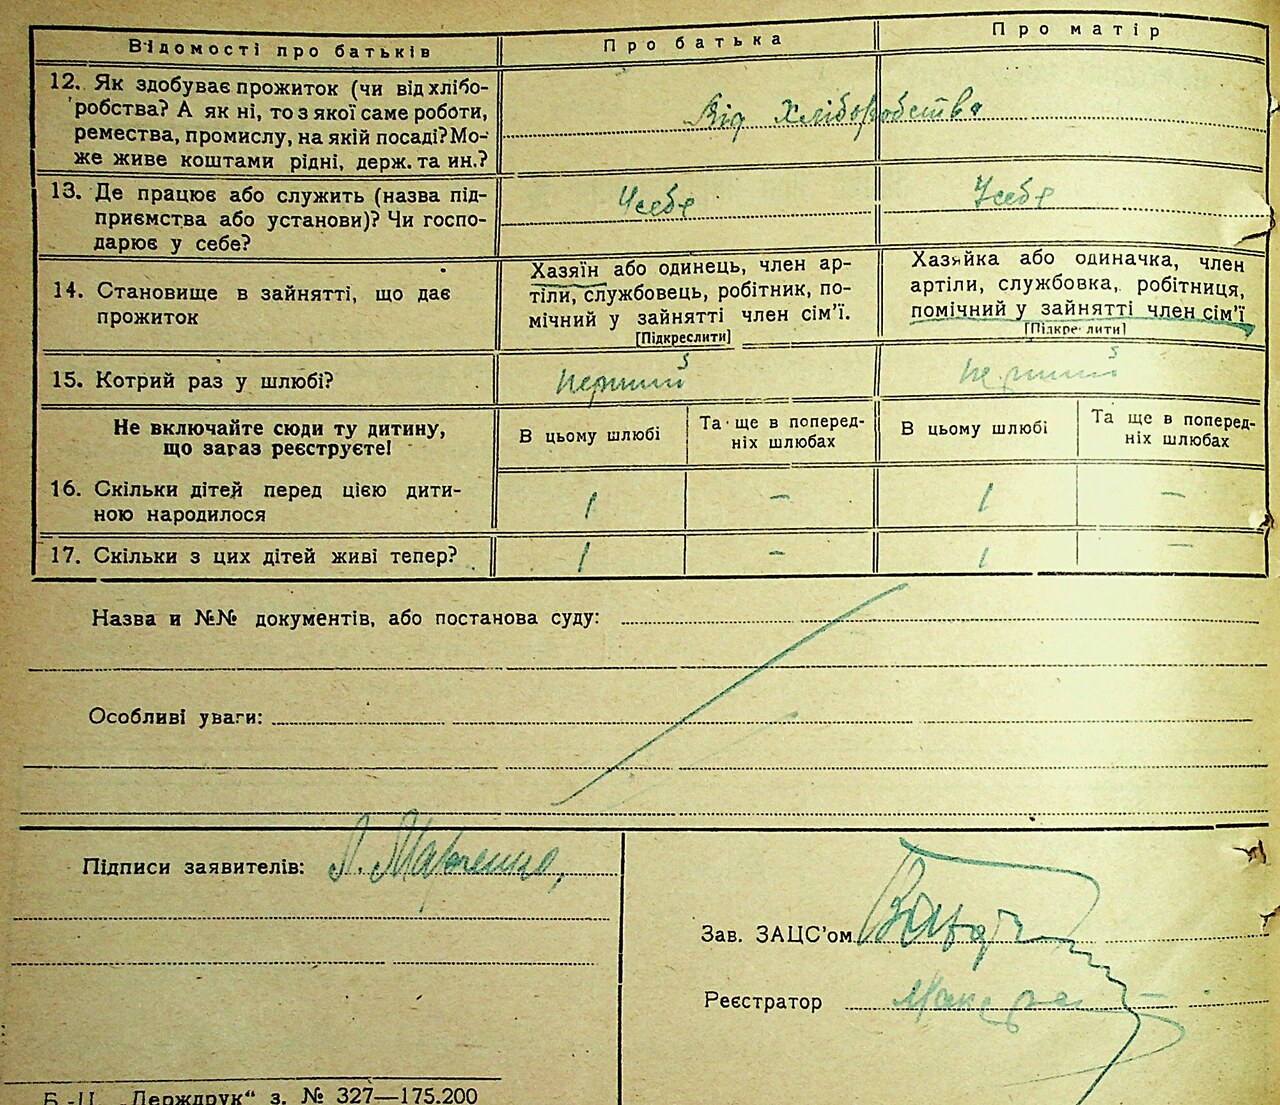 Відомості про батьків
Про батька
Про матір
12. Як здобуває прожиток (чи від хлібо-
робства? А як ні, то з якої саме роботи,
ремества, промислу, на якій посаді? Мо-
же живе коштами рідні, держ. та ин.?
Від Хліборобства
13. Де працює або служить (назва під-
приємства або установи)? Чи госпо-
дарює у себе?
У себе
У себе
14. Становище в зайнятті, що дає
прожиток
Хазяїн або одинець, член ар-
тіли, службовець, робітник, по-
мічний у зайнятті член сім'ї.
[Підкреслити]
Хазяйка або одиначка, член
артіли, службовка, робітниця,
помічний у зайнятті член сім'ї
[Підкреслити]
15. Котрий раз у шлюбі?
перший
перший
Не включайте сюди ту дитину,
що загаз реєструєте!
В цьому шлюбі
Та ще в поперед-
ніх шлюбах
В цьому шлюбі
Та ще в поперед-
ніх шлюбах
16. Скільки дітей перед цією дити-
ною народилося
1
–
1
–
17. Скільки з цих дітей живі тепер?
1
–
1
–
Назва и №№ документів, або постанова суду:
Особливі уваги:
Підписи заявителів: Л. Марченко,
Зав. ЗАЦС'ом
Реєстратор
Б.-Ц. „Держдрук“ з. № 327—175.200